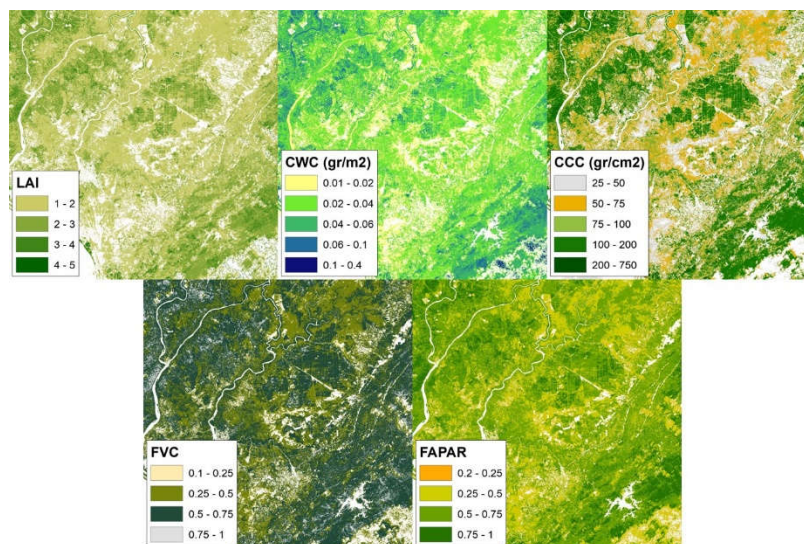 LAI
1 - 2
2 - 3
3 - 4
4 - 5
CWC (gr/m2)
0.01 - 0.02
0.02 - 0.04
0.04 - 0.06
0.06 - 0.1
0.1 - 0.4
CCC (gr/cm2)
25 - 50
50 - 75
75 - 100
100 - 200
200 - 750
FVC
0.1 - 0.25
0.25 - 0.5
0.5 - 0.75
0.75 - 1
FAPAR
0.2 - 0.25
0.25 - 0.5
0.5 - 0.75
0.75 - 1